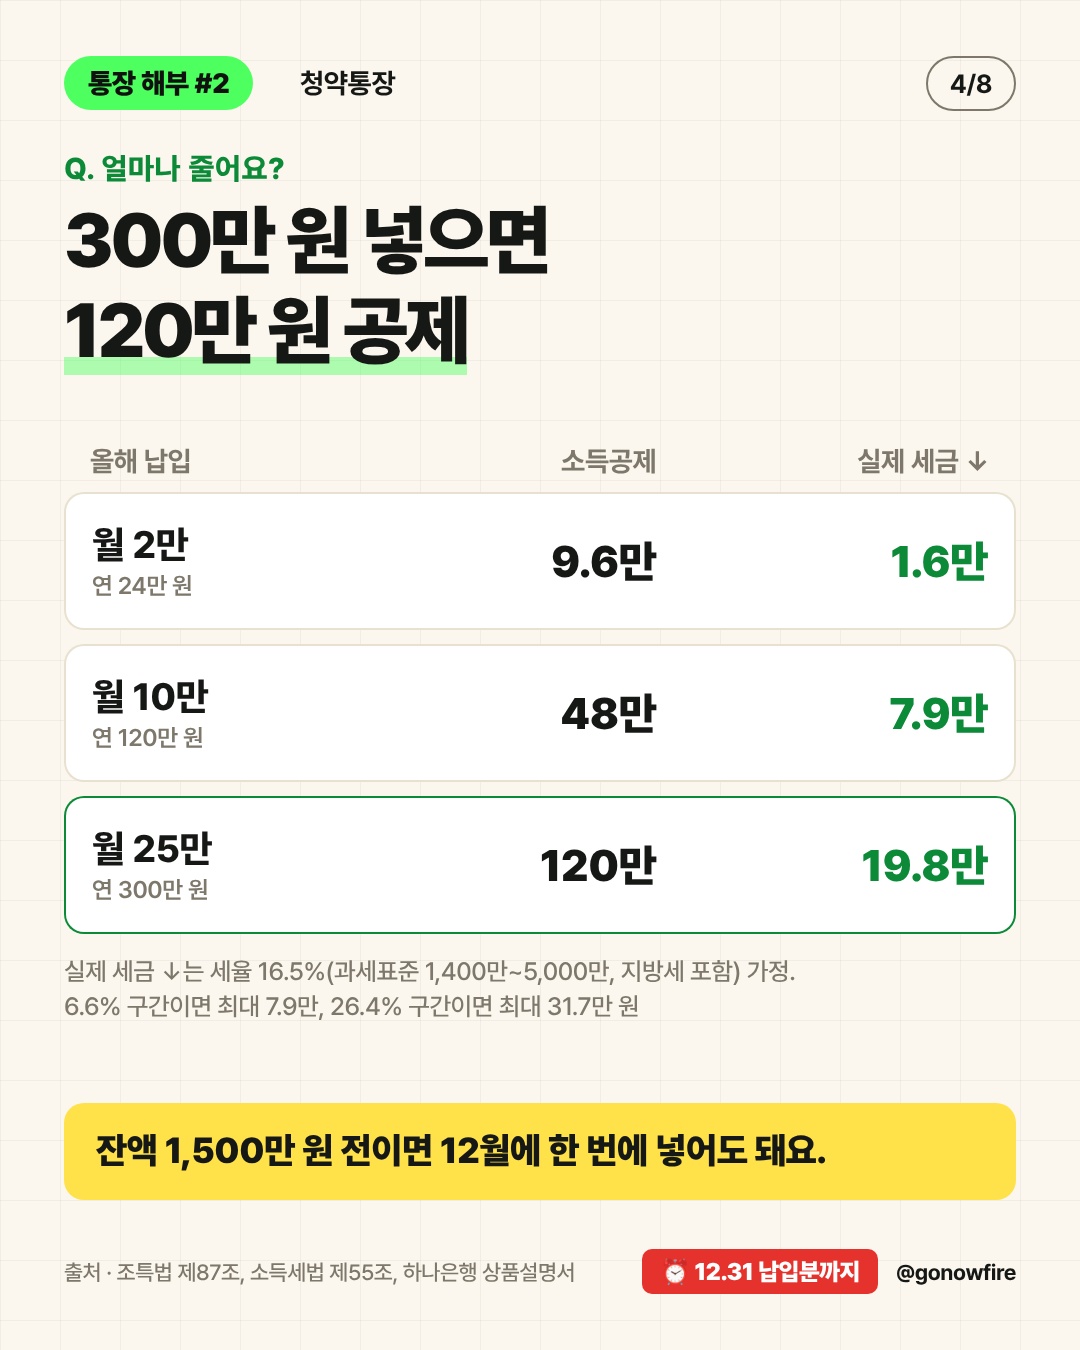 통장 해부 #2
청약통장
4/8
Q. 얼마나 줄어요?
300만 원 넣으면
120만 원 공제
올해 납입 소득공제 실제 세금 ↓
월 2만
연 24만 원
9.6만
1.6만
월 10만
연 120만 원
48만
7.9만
월 25만
연 300만 원
120만
19.8만
실제 세금 ↓는 세율 16.5%(과세표준 1,400만~5,000만, 지방세 포함) 가정.
6.6% 구간이면 최대 7.9만, 26.4% 구간이면 최대 31.7만 원
잔액 1,500만 원 전이면 12월에 한 번에 넣어도 돼요.
출처 · 조특법 제87조, 소득세법 제55조, 하나은행 상품설명서
⏰ 12.31 납입분까지
@gonowfire